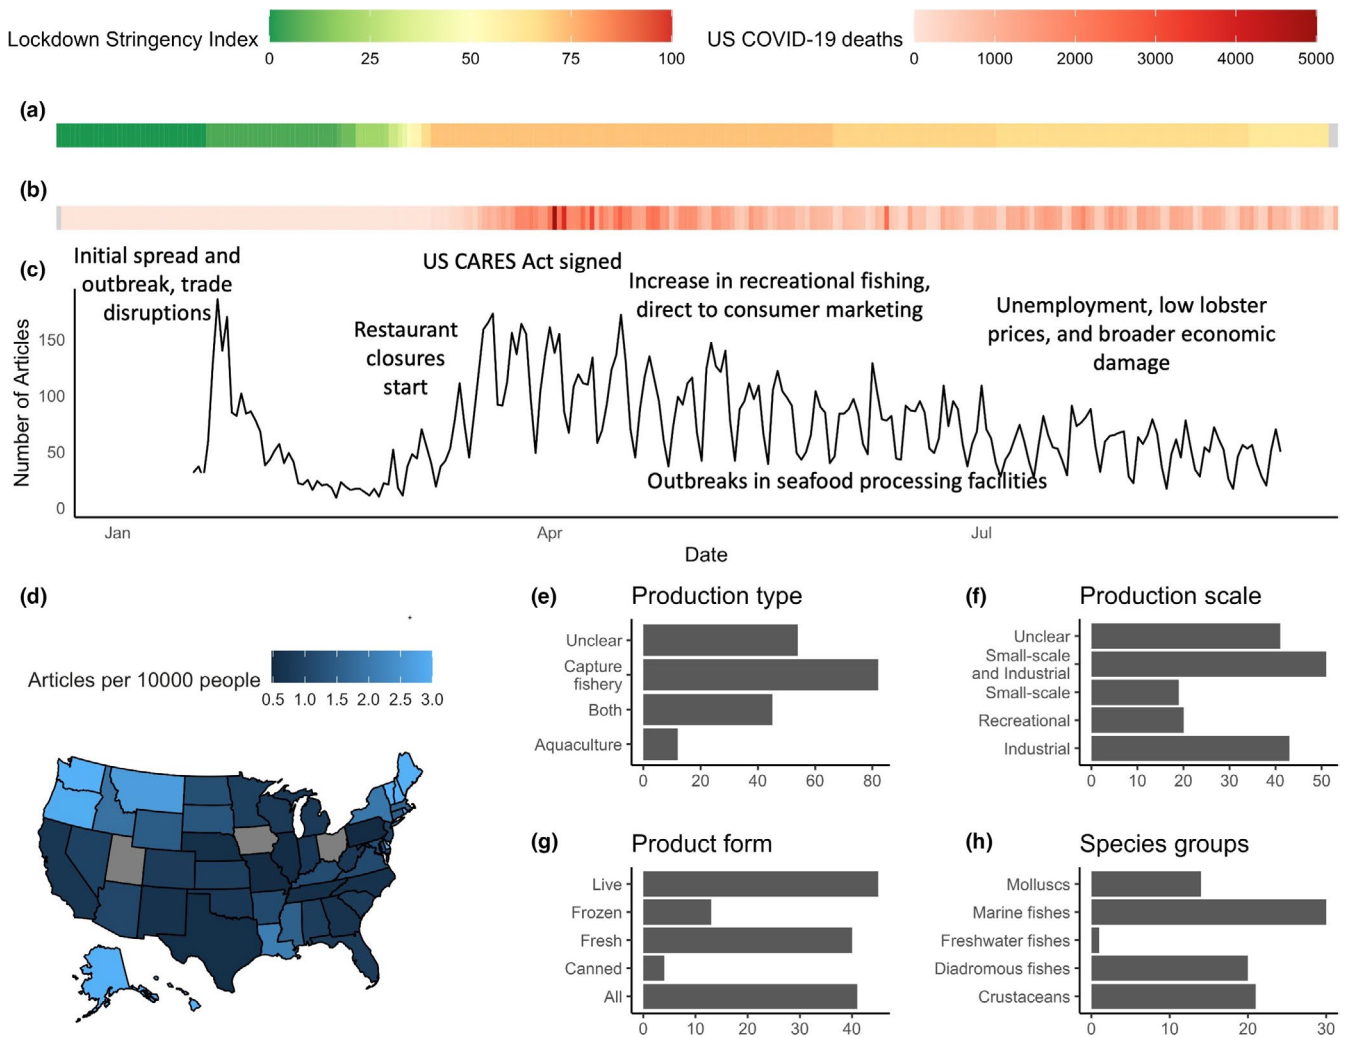 Lockdown Stringency Index
0 25 50 75 100
US COVID-19 deaths
0 1000 2000 3000 4000 5000
(a)
(b)
(c)
Initial spread and
outbreak, trade
disruptions
US CARES Act signed
Restaurant
closures
start
Increase in recreational fishing,
direct to consumer marketing
Unemployment, low lobster
prices, and broader economic
damage
Outbreaks in seafood processing facilities
Number of Articles
150
100
50
0
Jan Apr Jul
Date
(d)
Articles per 10000 people
0.5 1.0 1.5 2.0 2.5 3.0
(e) Production type
Unclear
Capture
fishery
Both
Aquaculture
0 20 40 60 80
(f) Production scale
Unclear
Small-scale
and Industrial
Small-scale
Recreational
Industrial
0 10 20 30 40 50
(g) Product form
Live
Frozen
Fresh
Canned
All
0 10 20 30 40
(h) Species groups
Molluscs
Marine fishes
Freshwater fishes
Diadromous fishes
Crustaceans
0 10 20 30